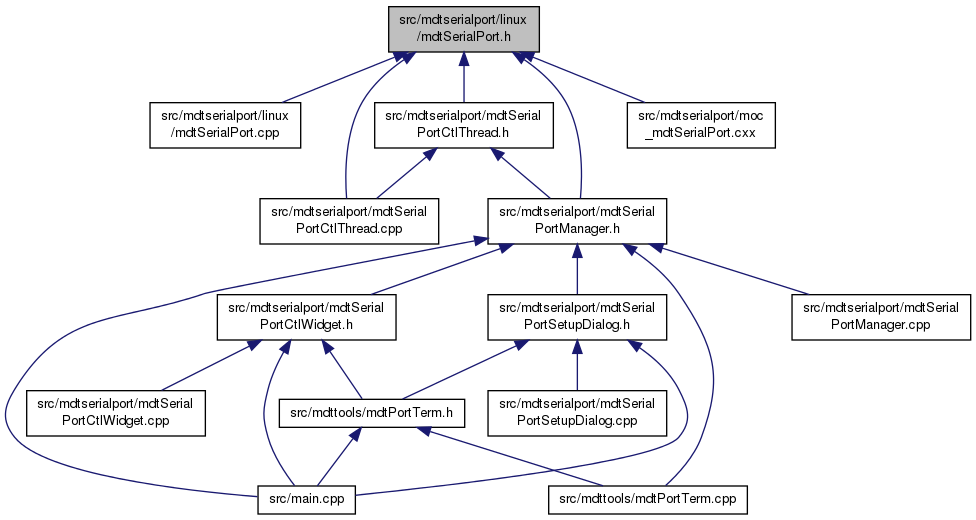 src/mdtserialport/linux
/mdtSerialPort.h
src/mdtserialport/linux
/mdtSerialPort.cpp
src/mdtserialport/mdtSerial
PortCtlThread.h
src/mdtserialport/moc
_mdtSerialPort.cxx
src/mdtserialport/mdtSerial
PortCtlThread.cpp
src/mdtserialport/mdtSerial
PortManager.h
src/mdtserialport/mdtSerial
PortCtlWidget.h
src/mdtserialport/mdtSerial
PortSetupDialog.h
src/mdtserialport/mdtSerial
PortManager.cpp
src/mdtserialport/mdtSerial
PortCtlWidget.cpp
src/mdttools/mdtPortTerm.h
src/mdtserialport/mdtSerial
PortSetupDialog.cpp
src/main.cpp
src/mdttools/mdtPortTerm.cpp